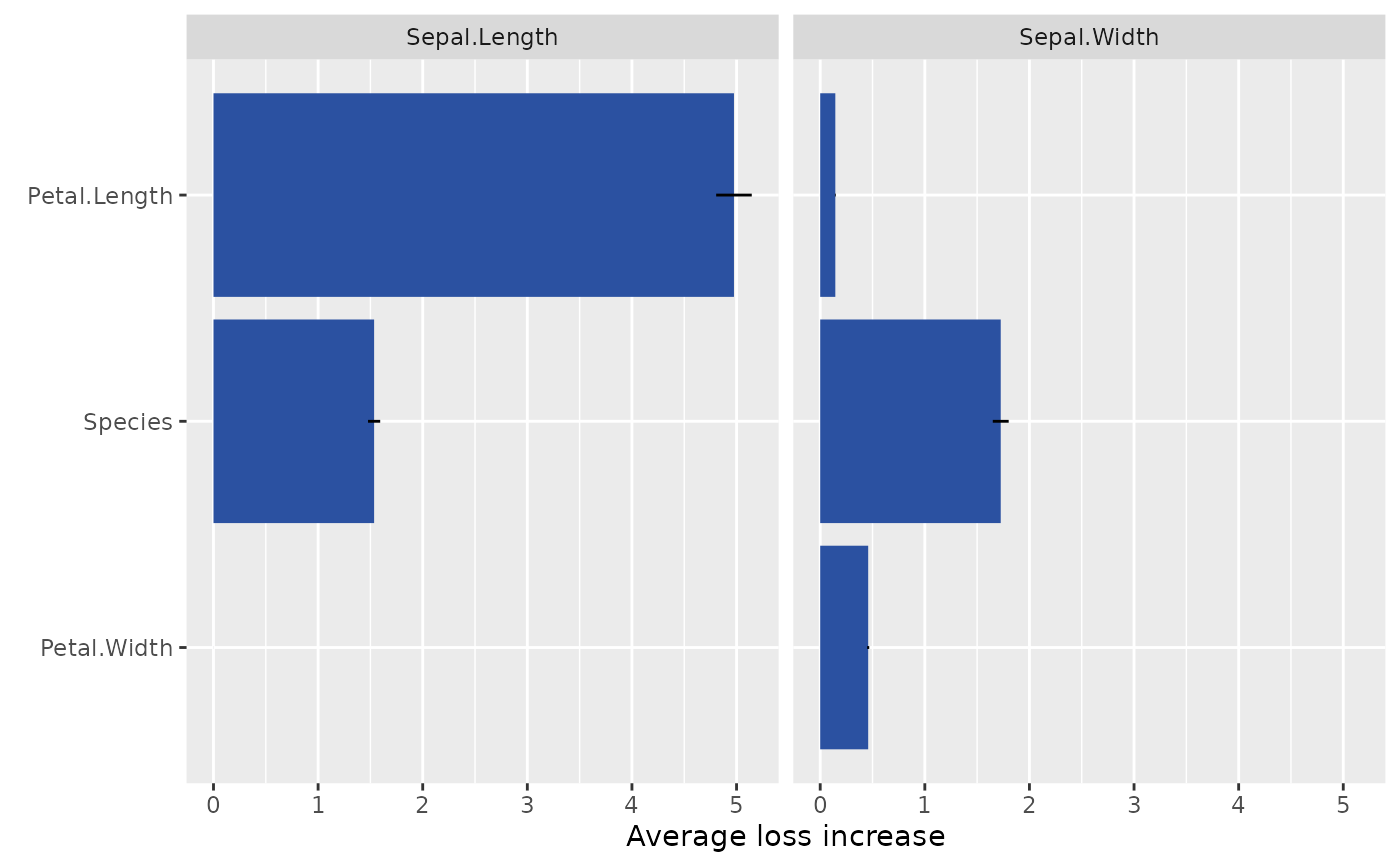 Sepal.Length Sepal.Width
Petal.Length
Species
Petal.Width
0 1 2 3 4 5 0 1 2 3 4 5
Average loss increase